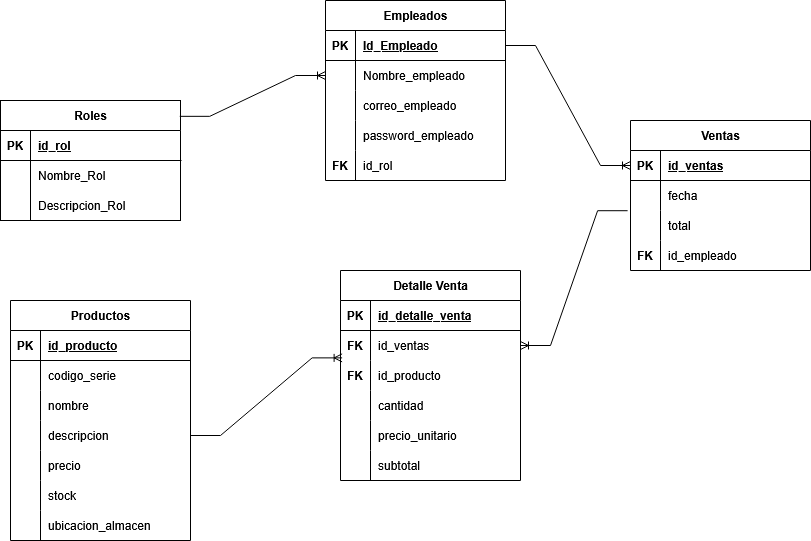 Empleados
PK Id_Empleado
Nombre_empleado
correo_empleado
password_empleado
FK id_rol
Roles
PK id_rol
Nombre_Rol
Descripcion_Rol
Ventas
PK id_ventas
fecha
total
FK id_empleado
Detalle Venta
PK id_detalle_venta
FK id_ventas
FK id_producto
cantidad
precio_unitario
subtotal
Productos
PK id_producto
codigo_serie
nombre
descripcion
precio
stock
ubicacion_almacen